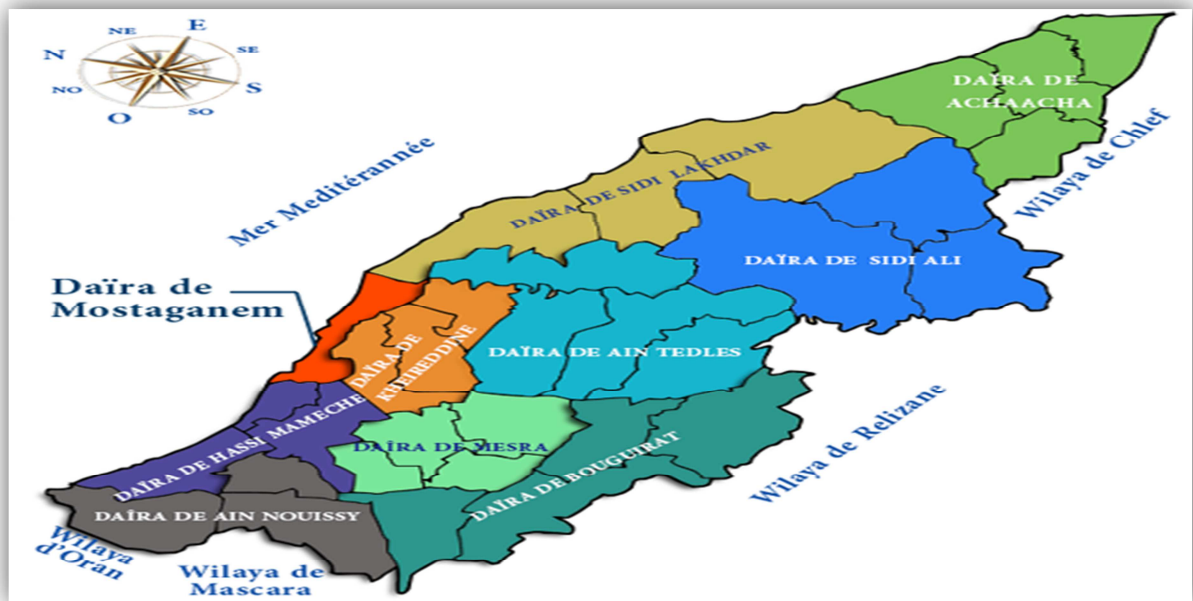 NE
E
N
SE
NO
S
O
SO
DAÏRA DE
ACHAACHA
Wilaya de Chlef
Mer Meditérannée
DAÏRA DE SIDI LAKHDAR
DAÏRA DE SIDI ALI
Daïra de
Mostaganem
DAÏRA DE
KHEIREDDINE
DAÏRA DE AIN TEDLES
DAÏRA DE HASSI MAMECHE
DAÏRA DE MESRA
DAÏRA DE BOUGUIRAT
Wilaya de Relizane
DAÏRA DE AIN NOUISSY
Wilaya
d'Oran
Wilaya de
Mascara